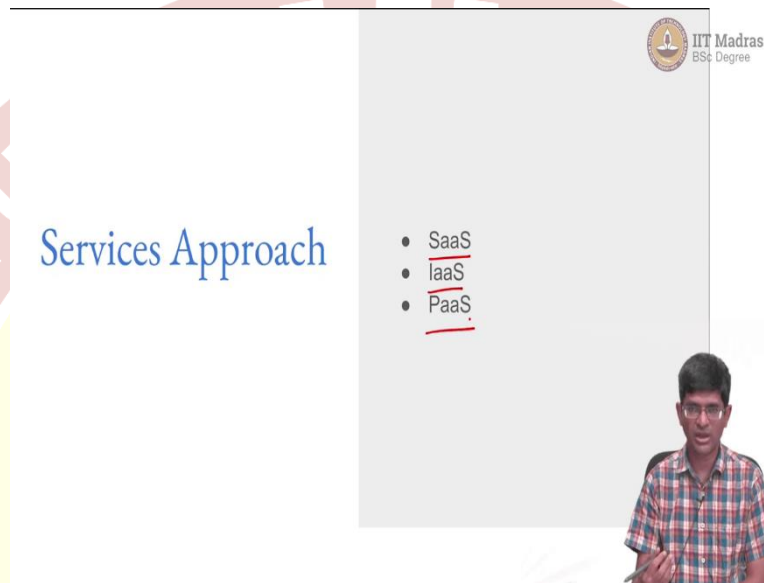 IIT Madras
BSc Degree
Services Approach
SaaS
IaaS
PaaS